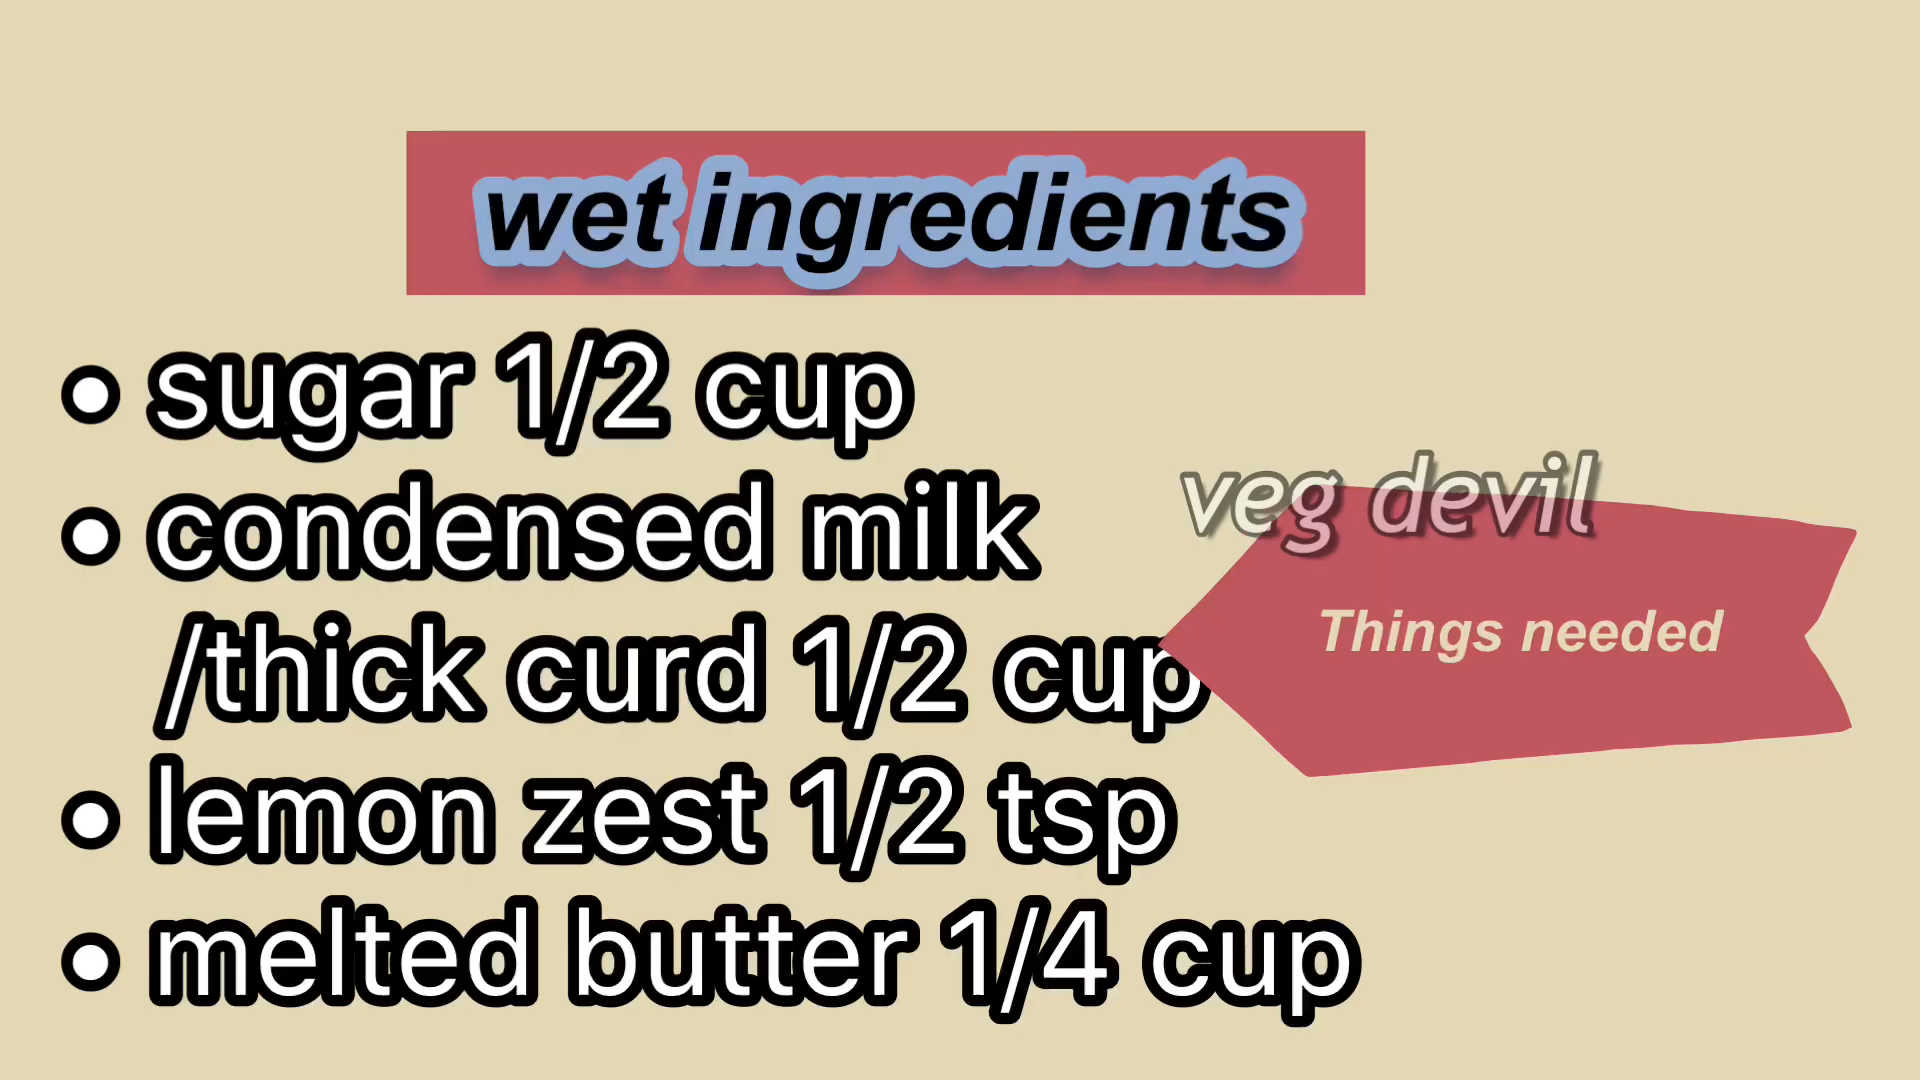 wet ingredients
• sugar 1/2 cup
• condensed milk
/thick curd 1/2 cup
• lemon zest 1/2 tsp
• melted butter 1/4 cup
veg devil
Things needed